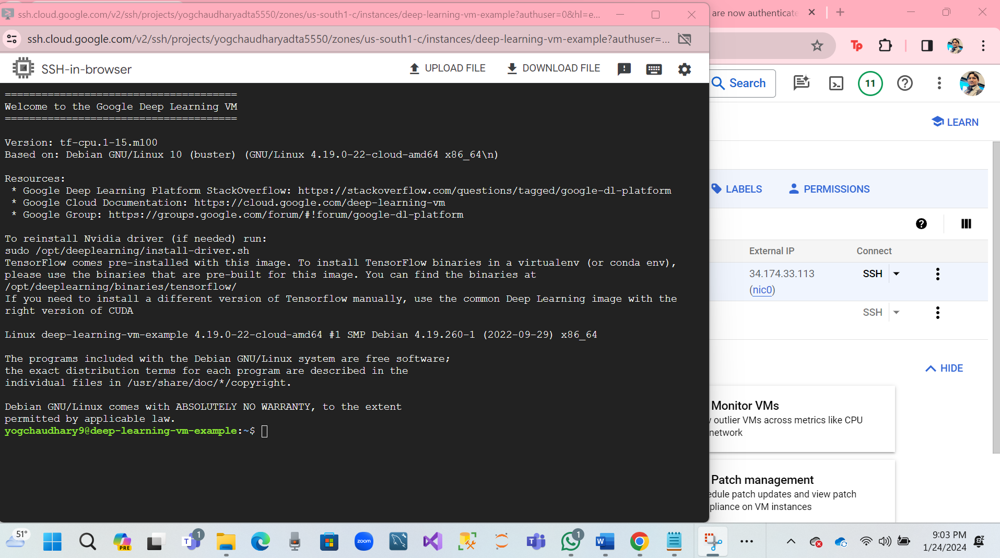 ssh.cloud.google.com/v2/ssh/projects/yogchaudharyadta5550/zones/us-south1-c/instances/deep-learning-vm-example?authuser=0&hl=e...
are now authenticate
ssh.cloud.google.com/v2/ssh/projects/yogchaudharyadta5550/zones/us-south1-c/instances/deep-learning-vm-example?authuser=...
Tp
SSH-in-browser
UPLOAD FILE
DOWNLOAD FILE
Search
11
LEARN
======================================
Welcome to the Google Deep Learning VM
======================================
Version: tf-cpu.1-15.m100
Based on: Debian GNU/Linux 10 (buster) (GNU/Linux 4.19.0-22-cloud-amd64 x86_64\n)
Resources:
* Google Deep Learning Platform StackOverflow: https://stackoverflow.com/questions/tagged/google-dl-platform
* Google Cloud Documentation: https://cloud.google.com/deep-learning-vm
* Google Group: https://groups.google.com/forum/#!forum/google-dl-platform
To reinstall Nvidia driver (if needed) run:
sudo /opt/deeplearning/install-driver.sh
TensorFlow comes pre-installed with this image. To install TensorFlow binaries in a virtualenv (or conda env),
please use the binaries that are pre-built for this image. You can find the binaries at
/opt/deeplearning/binaries/tensorflow/
If you need to install a different version of Tensorflow manually, use the common Deep Learning image with the
right version of CUDA
Linux deep-learning-vm-example 4.19.0-22-cloud-amd64 #1 SMP Debian 4.19.260-1 (2022-09-29) x86_64
The programs included with the Debian GNU/Linux system are free software;
the exact distribution terms for each program are described in the
individual files in /usr/share/doc/*/copyright.
Debian GNU/Linux comes with ABSOLUTELY NO WARRANTY, to the extent
permitted by applicable law.
yogchaudhary9@deep-learning-vm-example:~$
LABELS
PERMISSIONS
External IP
Connect
34.174.33.113
SSH
(nic0)
SSH
HIDE
Monitor VMs
outlier VMs across metrics like CPU
network
Patch management
edule patch updates and view patch
pliance on VM instances
51°
PRE
T
1
zoom
1
W
9:03 PM
1/24/2024